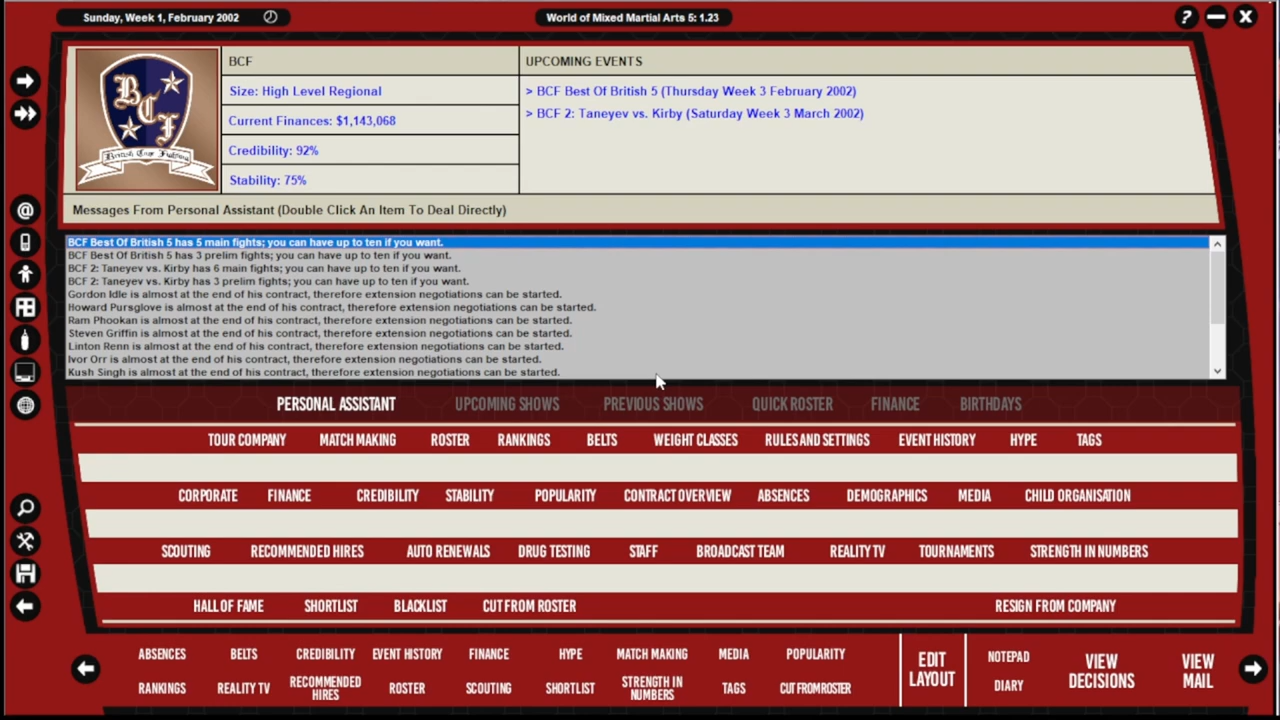 Sunday, Week 1, February 2002
World of Mixed Martial Arts 5: 1.23
?
BCF
British Cage Fighting
BCF
Size: High Level Regional
Current Finances: $1,143,068
Credibility: 92%
Stability: 75%
UPCOMING EVENTS
> BCF Best Of British 5 (Thursday Week 3 February 2002)
> BCF 2: Taneyev vs. Kirby (Saturday Week 3 March 2002)
Messages From Personal Assistant (Double Click An Item To Deal Directly)
BCF Best Of British 5 has 5 main fights; you can have up to ten if you want.
BCF Best Of British 5 has 3 prelim fights; you can have up to ten if you want.
BCF 2: Taneyev vs. Kirby has 6 main fights; you can have up to ten if you want.
BCF 2: Taneyev vs. Kirby has 3 prelim fights; you can have up to ten if you want.
Gordon Idle is almost at the end of his contract, therefore extension negotiations can be started.
Howard Pursglove is almost at the end of his contract, therefore extension negotiations can be started.
Ram Phookan is almost at the end of his contract, therefore extension negotiations can be started.
Steven Griffin is almost at the end of his contract, therefore extension negotiations can be started.
Linton Renn is almost at the end of his contract, therefore extension negotiations can be started.
Ivor Orr is almost at the end of his contract, therefore extension negotiations can be started.
Kush Singh is almost at the end of his contract, therefore extension negotiations can be started.
PERSONAL ASSISTANT UPCOMING SHOWS PREVIOUS SHOWS QUICK ROSTER FINANCE BIRTHDAYS
TOUR COMPANY MATCH MAKING ROSTER RANKINGS BELTS WEIGHT CLASSES RULES AND SETTINGS EVENT HISTORY HYPE TAGS
CORPORATE FINANCE CREDIBILITY STABILITY POPULARITY CONTRACT OVERVIEW ABSENCES DEMOGRAPHICS MEDIA CHILD ORGANISATION
SCOUTING RECOMMENDED HIRES AUTO RENEWALS DRUG TESTING STAFF BROADCAST TEAM REALITY TV TOURNAMENTS STRENGTH IN NUMBERS
HALL OF FAME SHORTLIST BLACKLIST CUT FROM ROSTER RESIGN FROM COMPANY
ABSENCES BELTS CREDIBILITY EVENT HISTORY FINANCE HYPE MATCH MAKING MEDIA POPULARITY
RANKINGS REALITY TV RECOMMENDED HIRES ROSTER SCOUTING SHORTLIST STRENGTH IN NUMBERS TAGS CUT FROM ROSTER
EDIT LAYOUT
NOTEPAD
DIARY
VIEW DECISIONS
VIEW MAIL